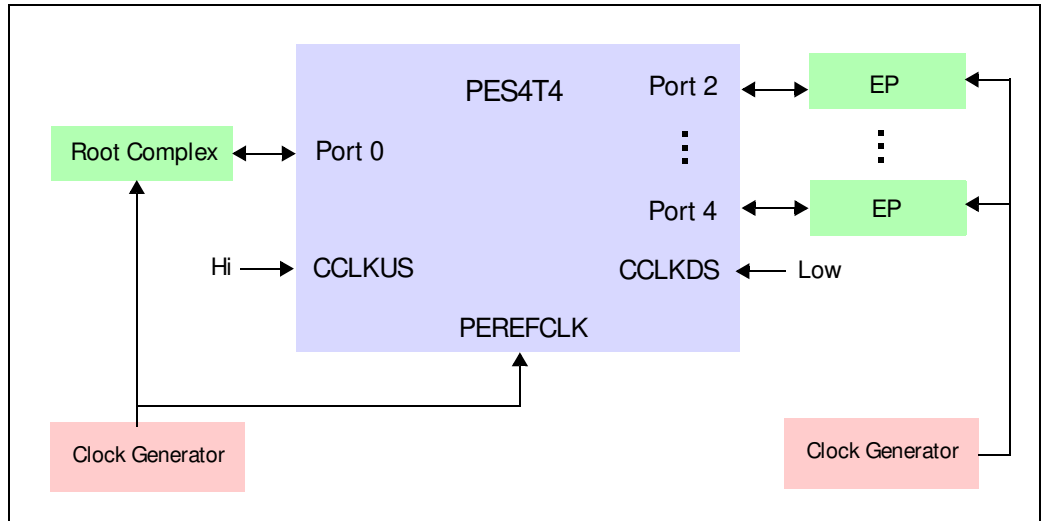 PES4T4
Port 2
EP
Root Complex
Port 0
Port 4
EP
Hi
CCLKUS
CCLKDS
Low
PEREFCLK
Clock Generator
Clock Generator